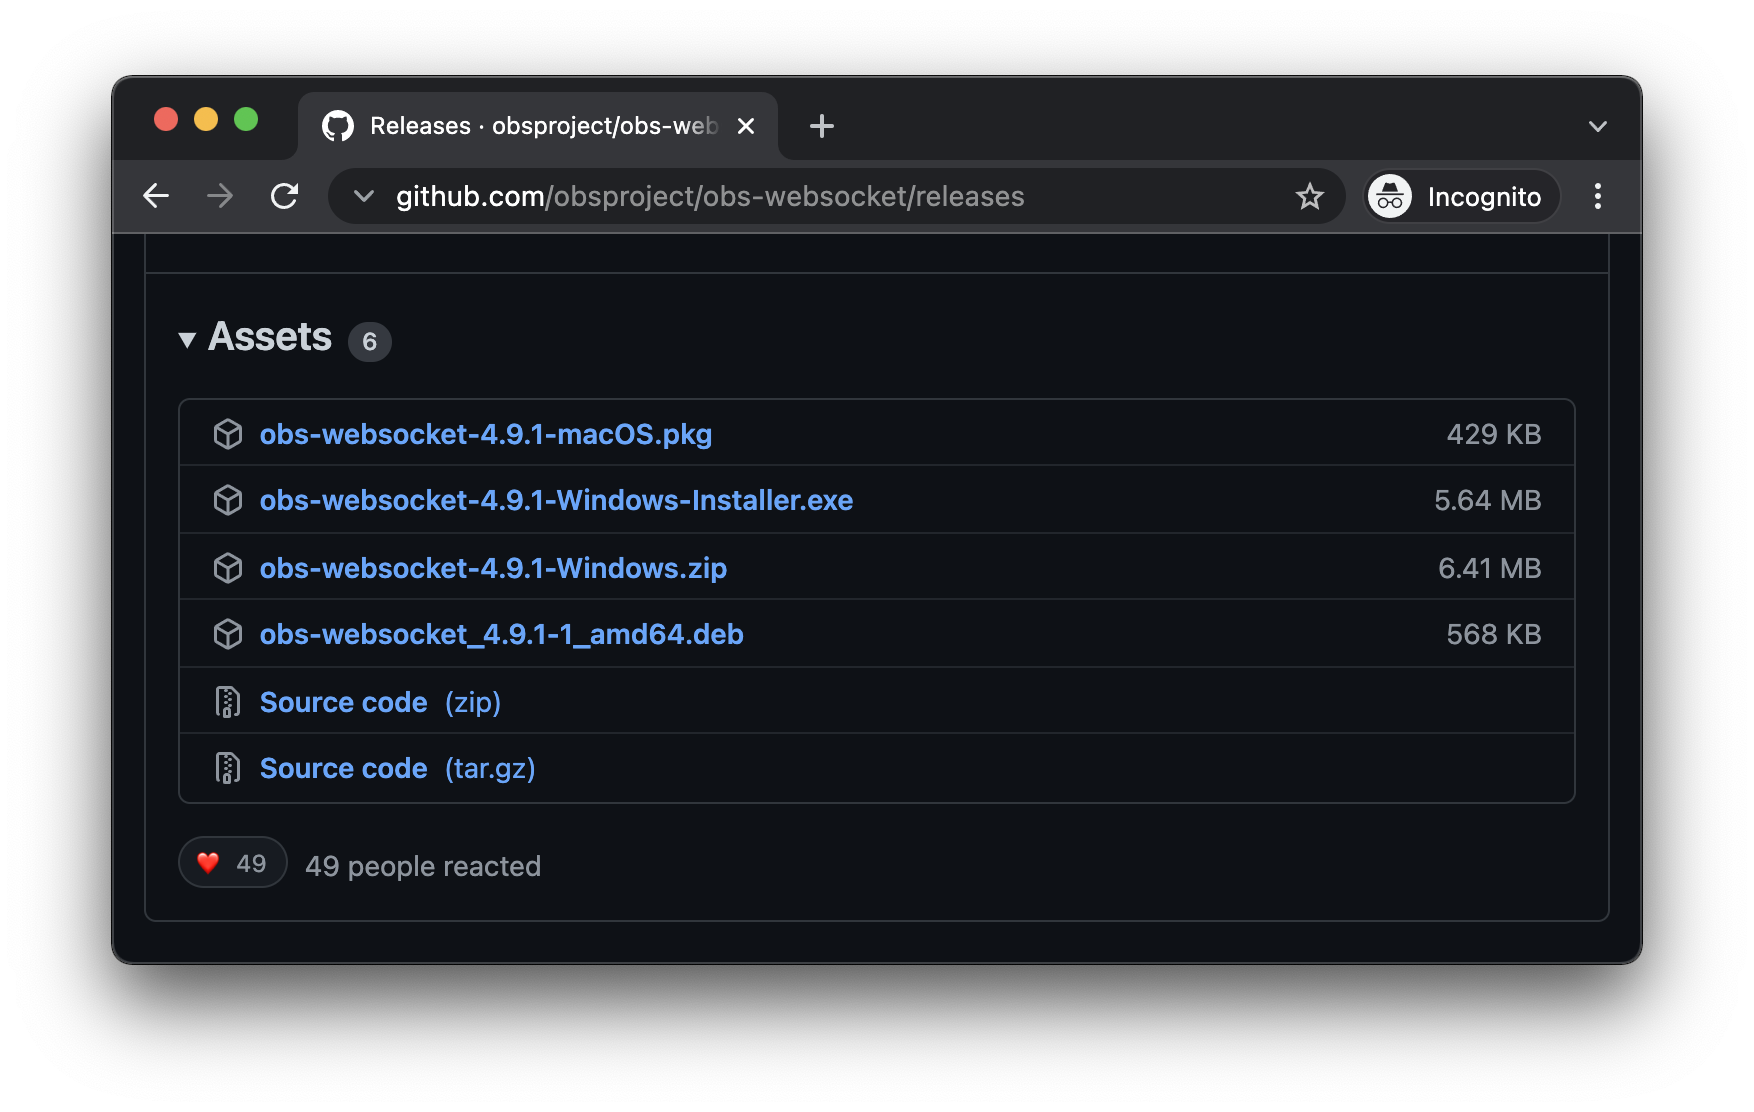 Releases · obsproject/obs-web
github.com/obsproject/obs-websocket/releases
Incognito
Assets 6
obs-websocket-4.9.1-macOS.pkg 429 KB
obs-websocket-4.9.1-Windows-Installer.exe 5.64 MB
obs-websocket-4.9.1-Windows.zip 6.41 MB
obs-websocket_4.9.1-1_amd64.deb 568 KB
Source code (zip)
Source code (tar.gz)
❤️ 49 49 people reacted